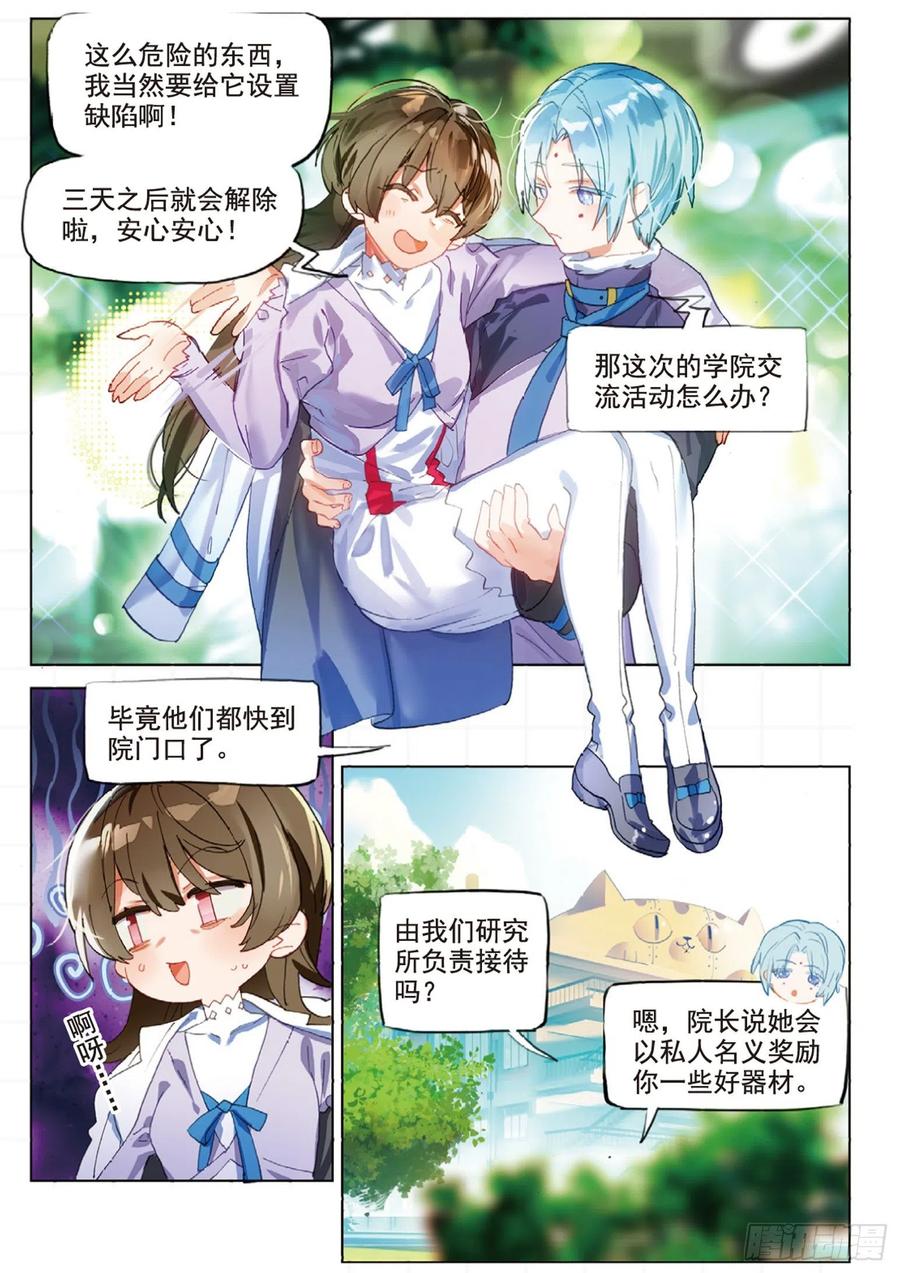 这么危险的东西，
我当然要给它设置
缺陷啊！
三天之后就会解除
啦，安心安心！
那这次的学院交
流活动怎么办？
毕竟他们都快到
院门口了。
啊呀……
由我们研究
所负责接待
吗？
嗯，院长说她会
以私人名义奖励
你一些好器材。
腾讯动漫